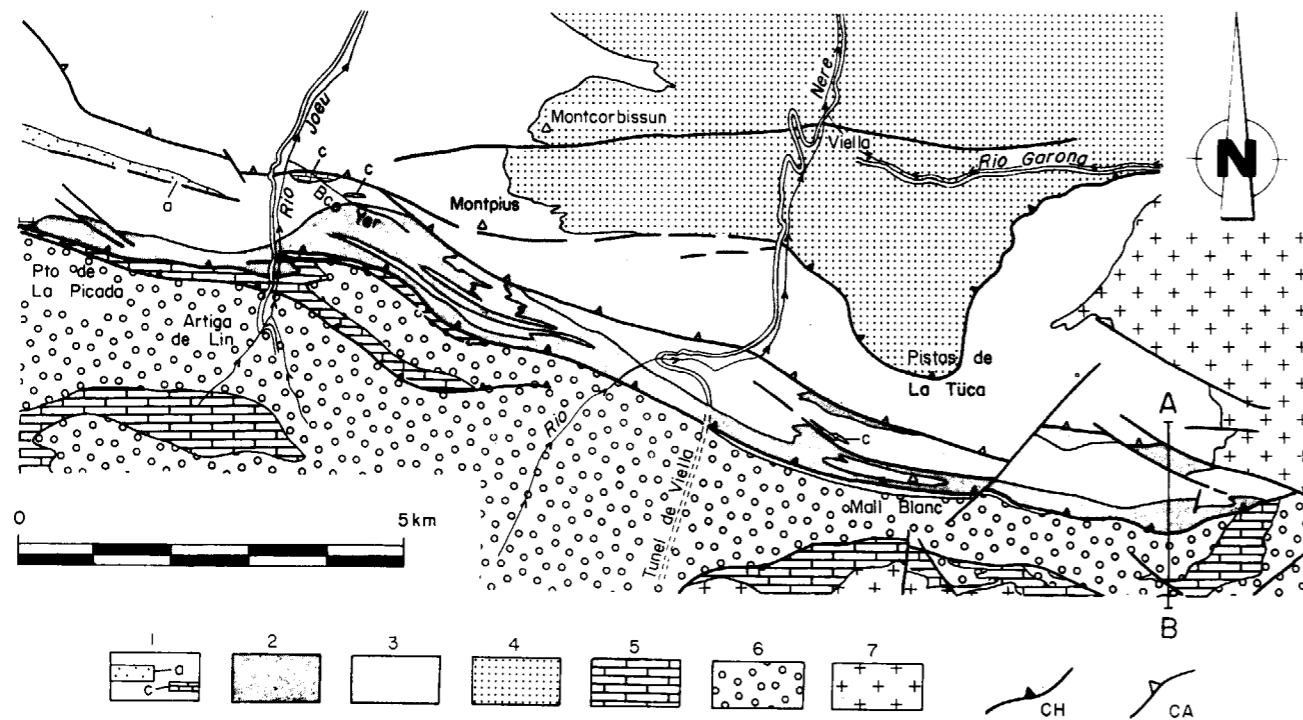 Montcorbissun
Nere
Viella
Rio Garona
N
Joeu
Rio
c
c
Bco Yer
Montpius
a
Pto de
La Picada
Artiga
de Lin
Pistas de
La Tüca
A
Rio
c
Tunel de Viella
Mall Blanc
B
0 5 km
1 2 3 4 5 6 7
a
c
CH CA